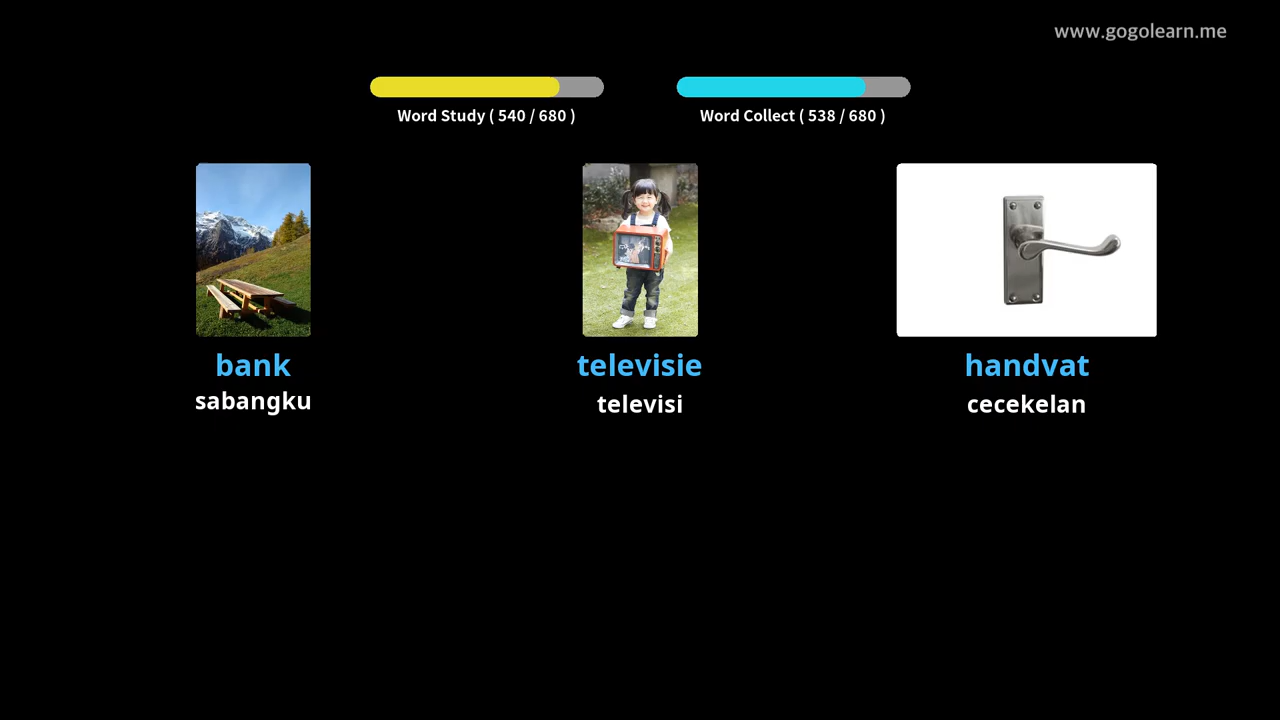 www.gogolearn.me
Word Study ( 540 / 680 )
Word Collect ( 538 / 680 )
bank
sabangku
televisie
televisi
handvat
cecekelan